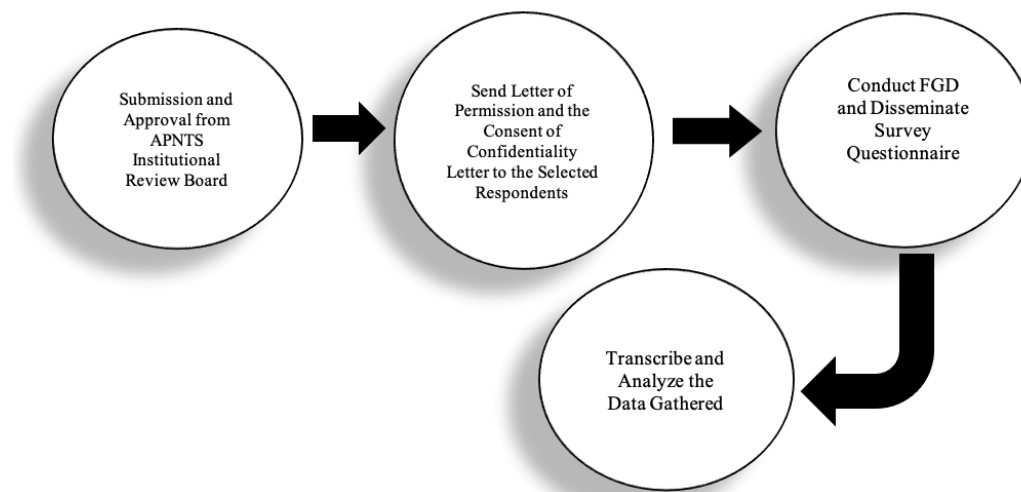 Submission and
Approval from
APNTS
Institutional
Review Board
Send Letter of
Permission and the
Consent of
Confidentiality
Letter to the Selected
Respondents
Conduct FGD
and Disseminate
Survey
Questionnaire
Transcribe and
Analyze the
Data Gathered